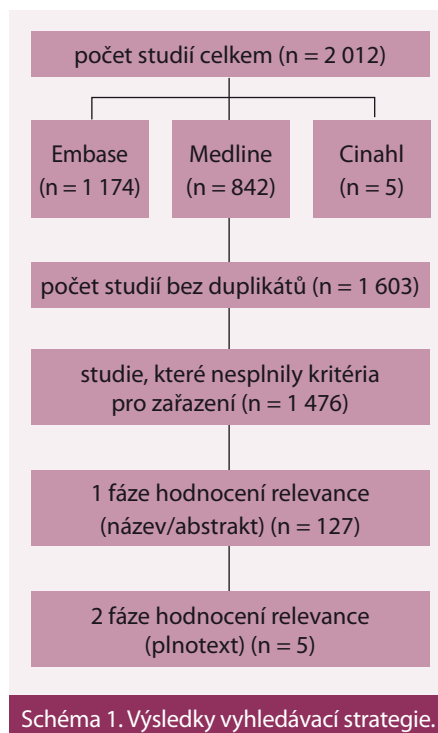 počet studií celkem (n = 2 012)
Embase
(n = 1 174)
Medline
(n = 842)
Cinahl
(n = 5)
počet studií bez duplikátů (n = 1 603)
studie, které nesplnily kritéria
pro zařazení (n = 1 476)
1 fáze hodnocení relevance
(název/abstrakt) (n = 127)
2 fáze hodnocení relevance
(plnotext) (n = 5)
Schéma 1. Výsledky vyhledávací strategie.